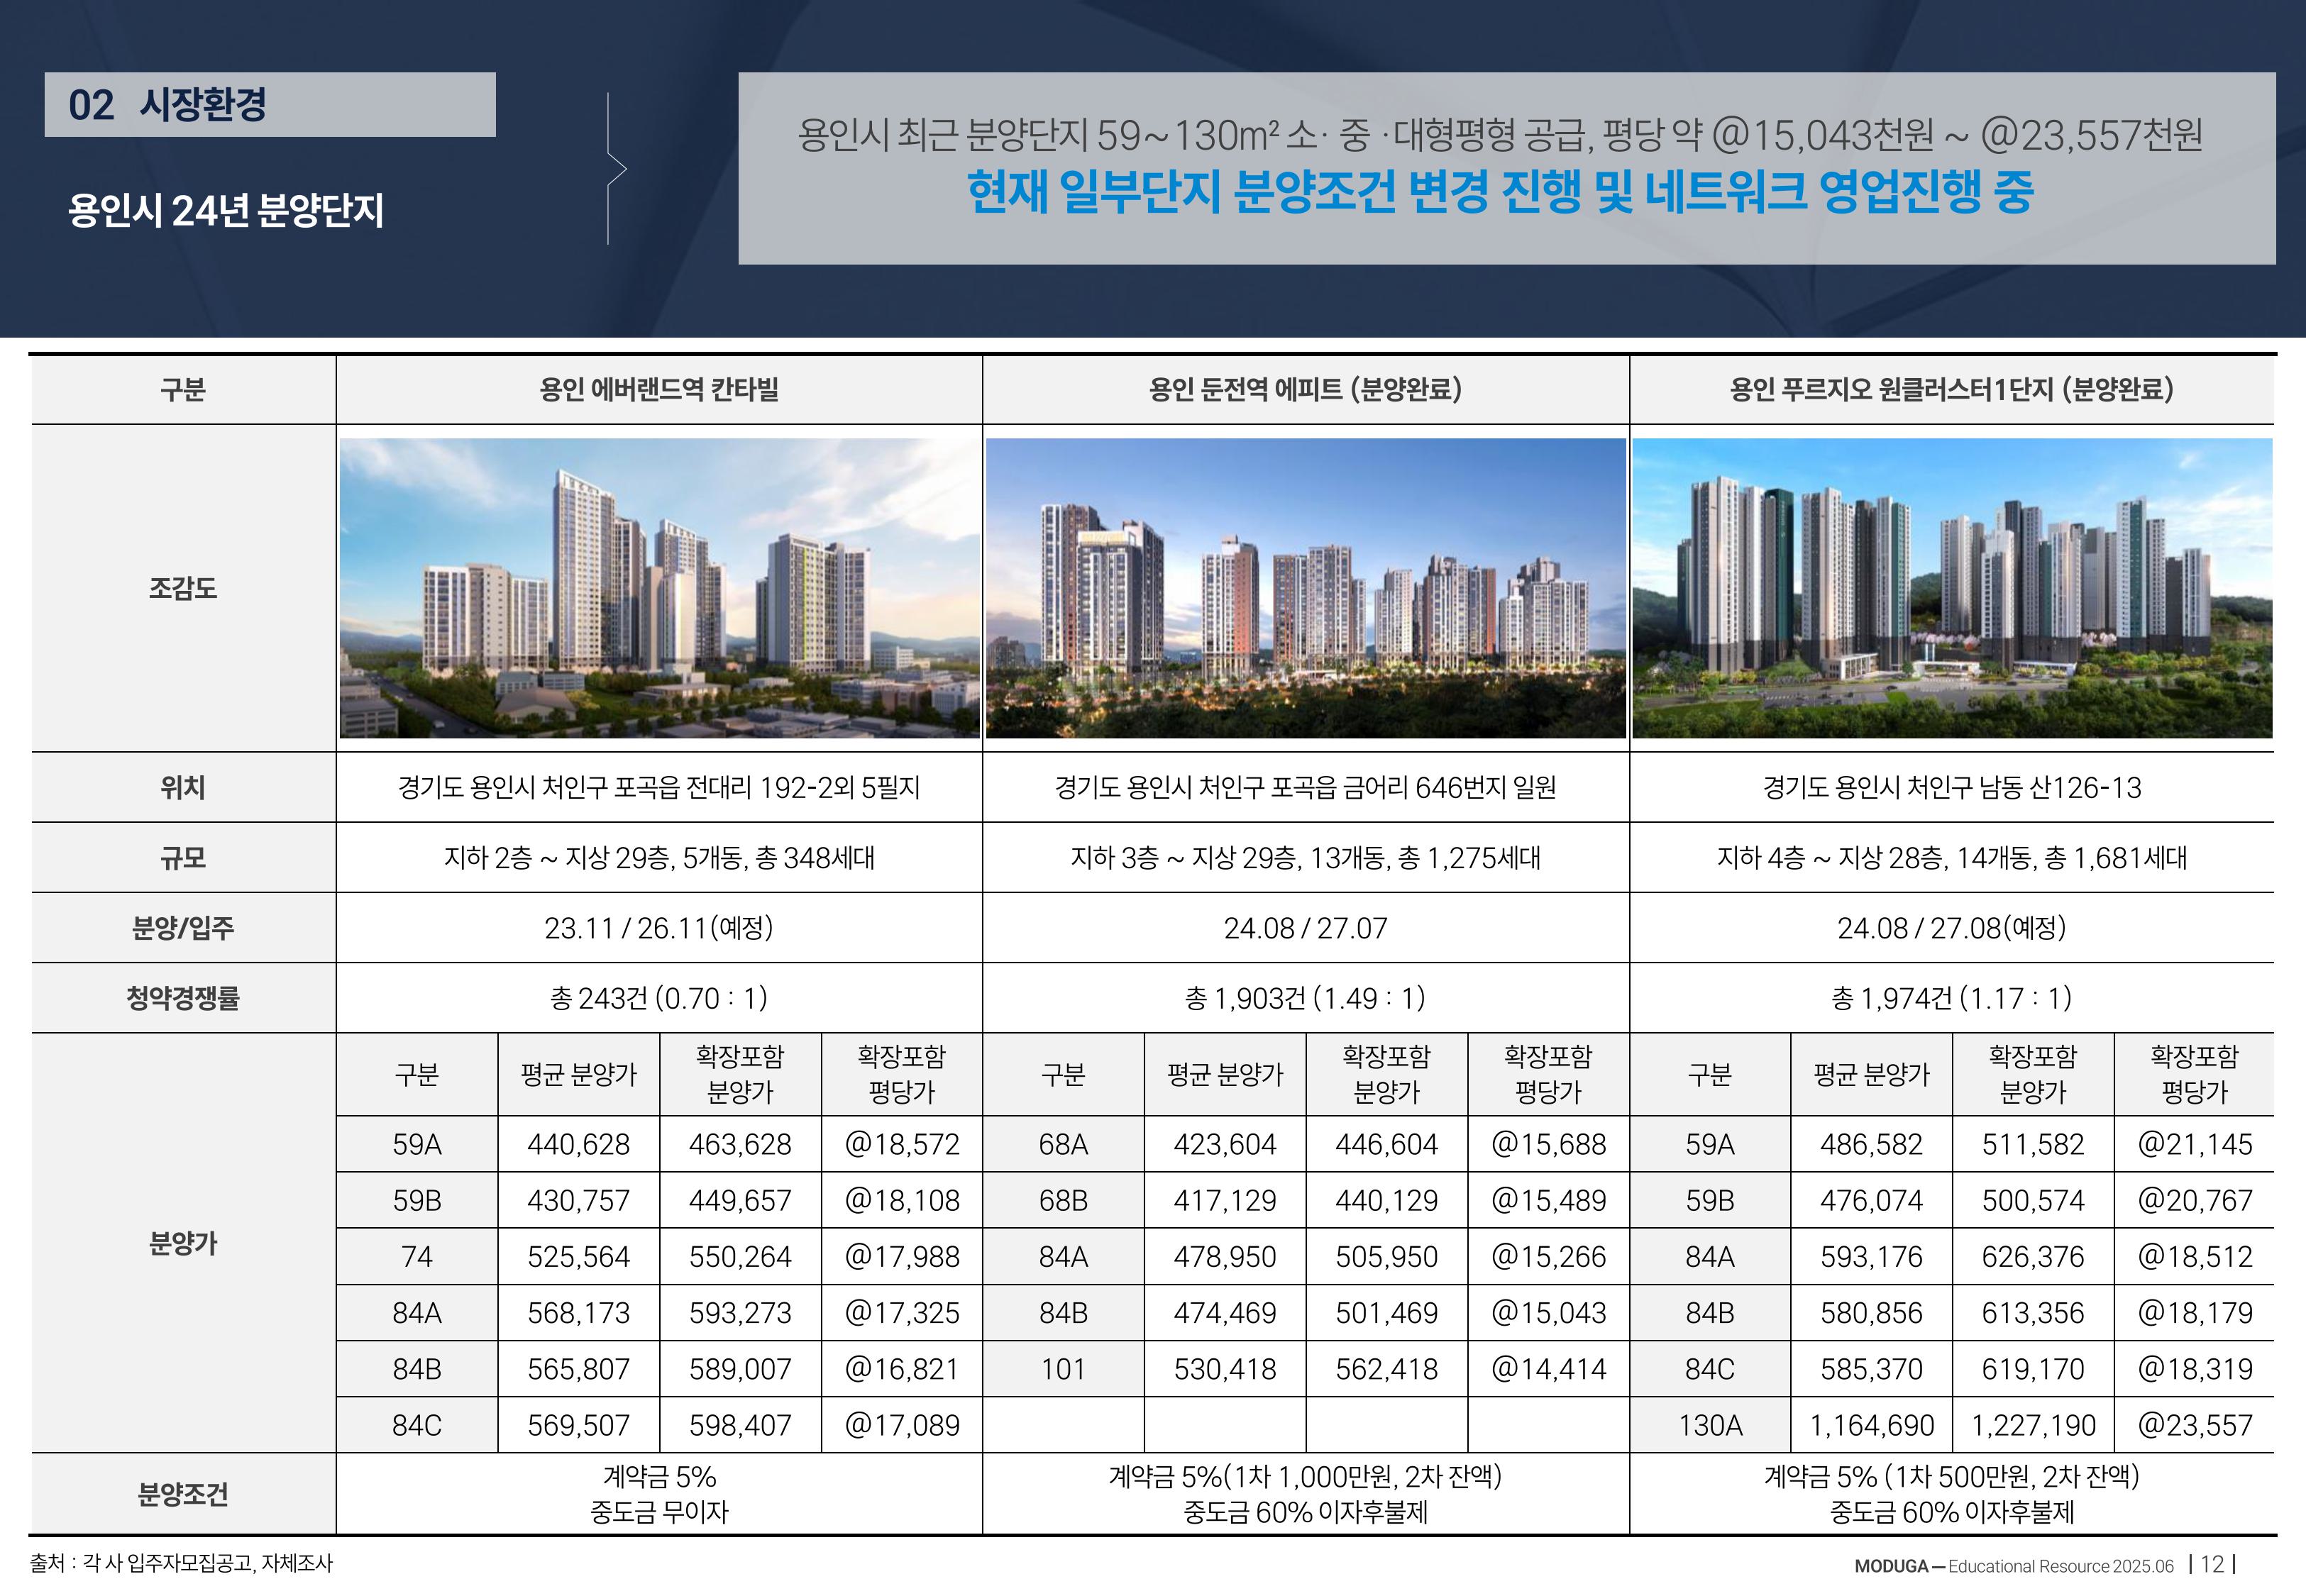 02 시장환경
용인시 24년 분양단지
용인시 최근 분양단지 59~130m² 소· 중 ·대형평형 공급, 평당 약 @15,043천원 ~ @23,557천원
현재 일부단지 분양조건 변경 진행 및 네트워크 영업진행 중
구분 용인 에버랜드역 칸타빌 용인 둔전역 에피트 (분양완료) 용인 푸르지오 원클러스터1단지 (분양완료)
조감도
위치 경기도 용인시 처인구 포곡읍 전대리 192-2외 5필지 경기도 용인시 처인구 포곡읍 금어리 646번지 일원 경기도 용인시 처인구 남동 산126-13
규모 지하 2층 ~ 지상 29층, 5개동, 총 348세대 지하 3층 ~ 지상 29층, 13개동, 총 1,275세대 지하 4층 ~ 지상 28층, 14개동, 총 1,681세대
분양/입주 23.11 / 26.11(예정) 24.08 / 27.07 24.08 / 27.08(예정)
청약경쟁률 총 243건 (0.70 : 1) 총 1,903건 (1.49 : 1) 총 1,974건 (1.17 : 1)
분양가
구분 평균 분양가 확장포함 분양가 확장포함 평당가 구분 평균 분양가 확장포함 분양가 확장포함 평당가 구분 평균 분양가 확장포함 분양가 확장포함 평당가
59A 440,628 463,628 @18,572 68A 423,604 446,604 @15,688 59A 486,582 511,582 @21,145
59B 430,757 449,657 @18,108 68B 417,129 440,129 @15,489 59B 476,074 500,574 @20,767
74 525,564 550,264 @17,988 84A 478,950 505,950 @15,266 84A 593,176 626,376 @18,512
84A 568,173 593,273 @17,325 84B 474,469 501,469 @15,043 84B 580,856 613,356 @18,179
84B 565,807 589,007 @16,821 101 530,418 562,418 @14,414 84C 585,370 619,170 @18,319
84C 569,507 598,407 @17,089 130A 1,164,690 1,227,190 @23,557
분양조건
계약금 5% 계약금 5%(1차 1,000만원, 2차 잔액) 계약금 5% (1차 500만원, 2차 잔액)
중도금 무이자 중도금 60% 이자후불제 중도금 60% 이자후불제
출처 : 각 사 입주자모집공고, 자체조사
MODUGA — Educational Resource 2025.06 | 12 |